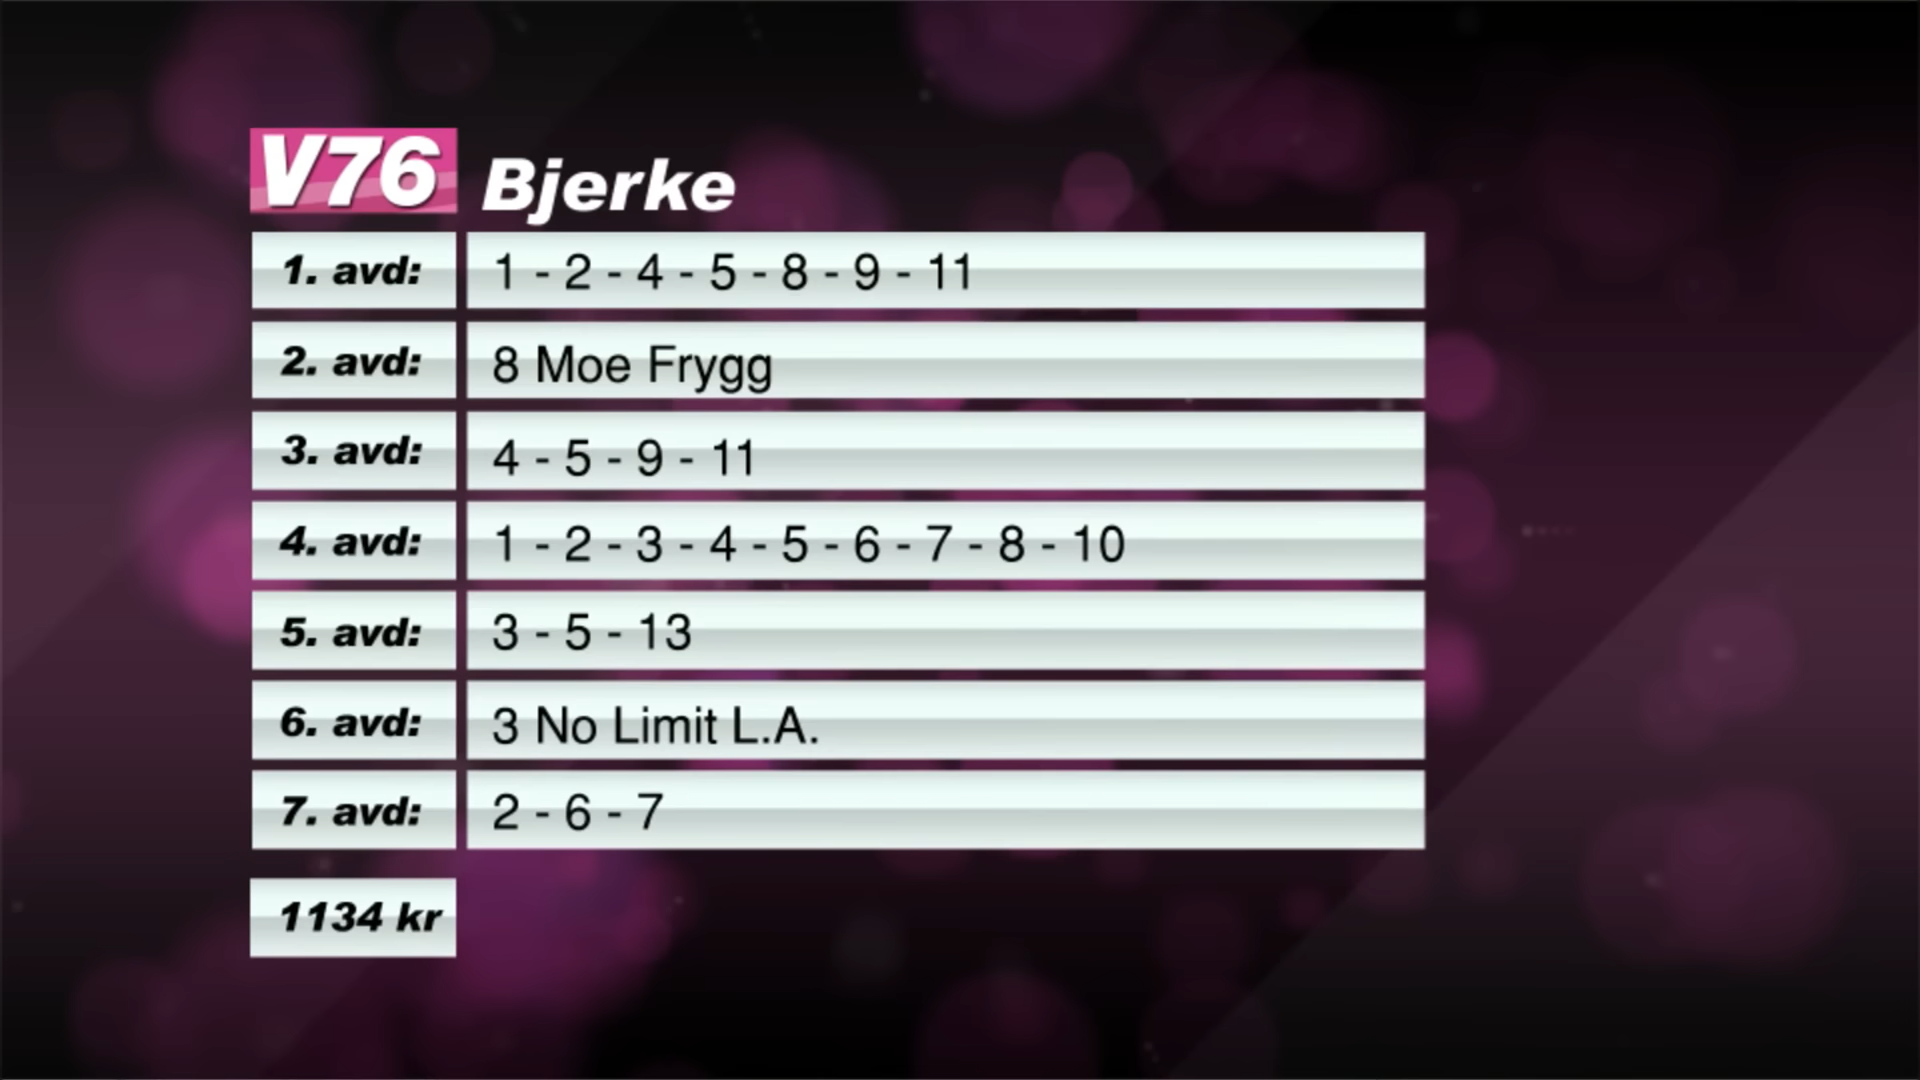 V76 Bjerke
1. avd: 1 - 2 - 4 - 5 - 8 - 9 - 11
2. avd: 8 Moe Frygg
3. avd: 4 - 5 - 9 - 11
4. avd: 1 - 2 - 3 - 4 - 5 - 6 - 7 - 8 - 10
5. avd: 3 - 5 - 13
6. avd: 3 No Limit L.A.
7. avd: 2 - 6 - 7
1134 kr